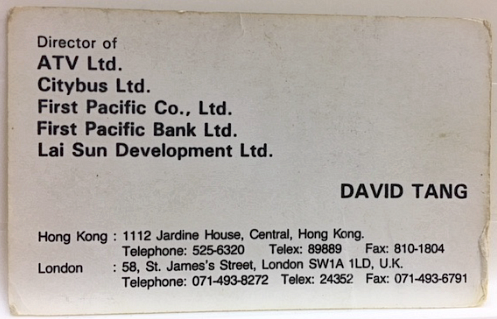 Director of
ATV Ltd.
Citybus Ltd.
First Pacific Co., Ltd.
First Pacific Bank Ltd.
Lai Sun Development Ltd.
DAVID TANG
Hong Kong : 1112 Jardine House, Central, Hong Kong.
Telephone: 525-6320 Telex: 89889 Fax: 810-1804
London : 58, St. James's Street, London SW1A 1LD, U.K.
Telephone: 071-493-8272 Telex: 24352 Fax: 071-493-6791